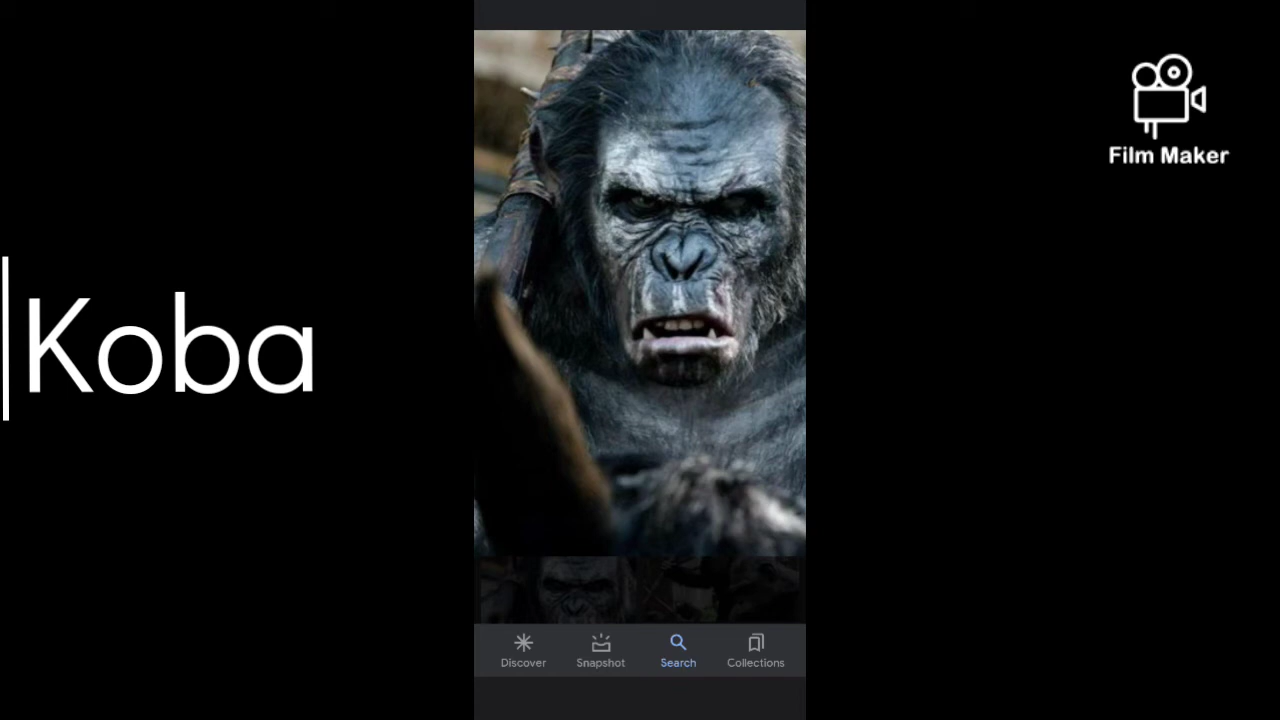 Film Maker
Koba
Discover
Snapshot
Search
Collections